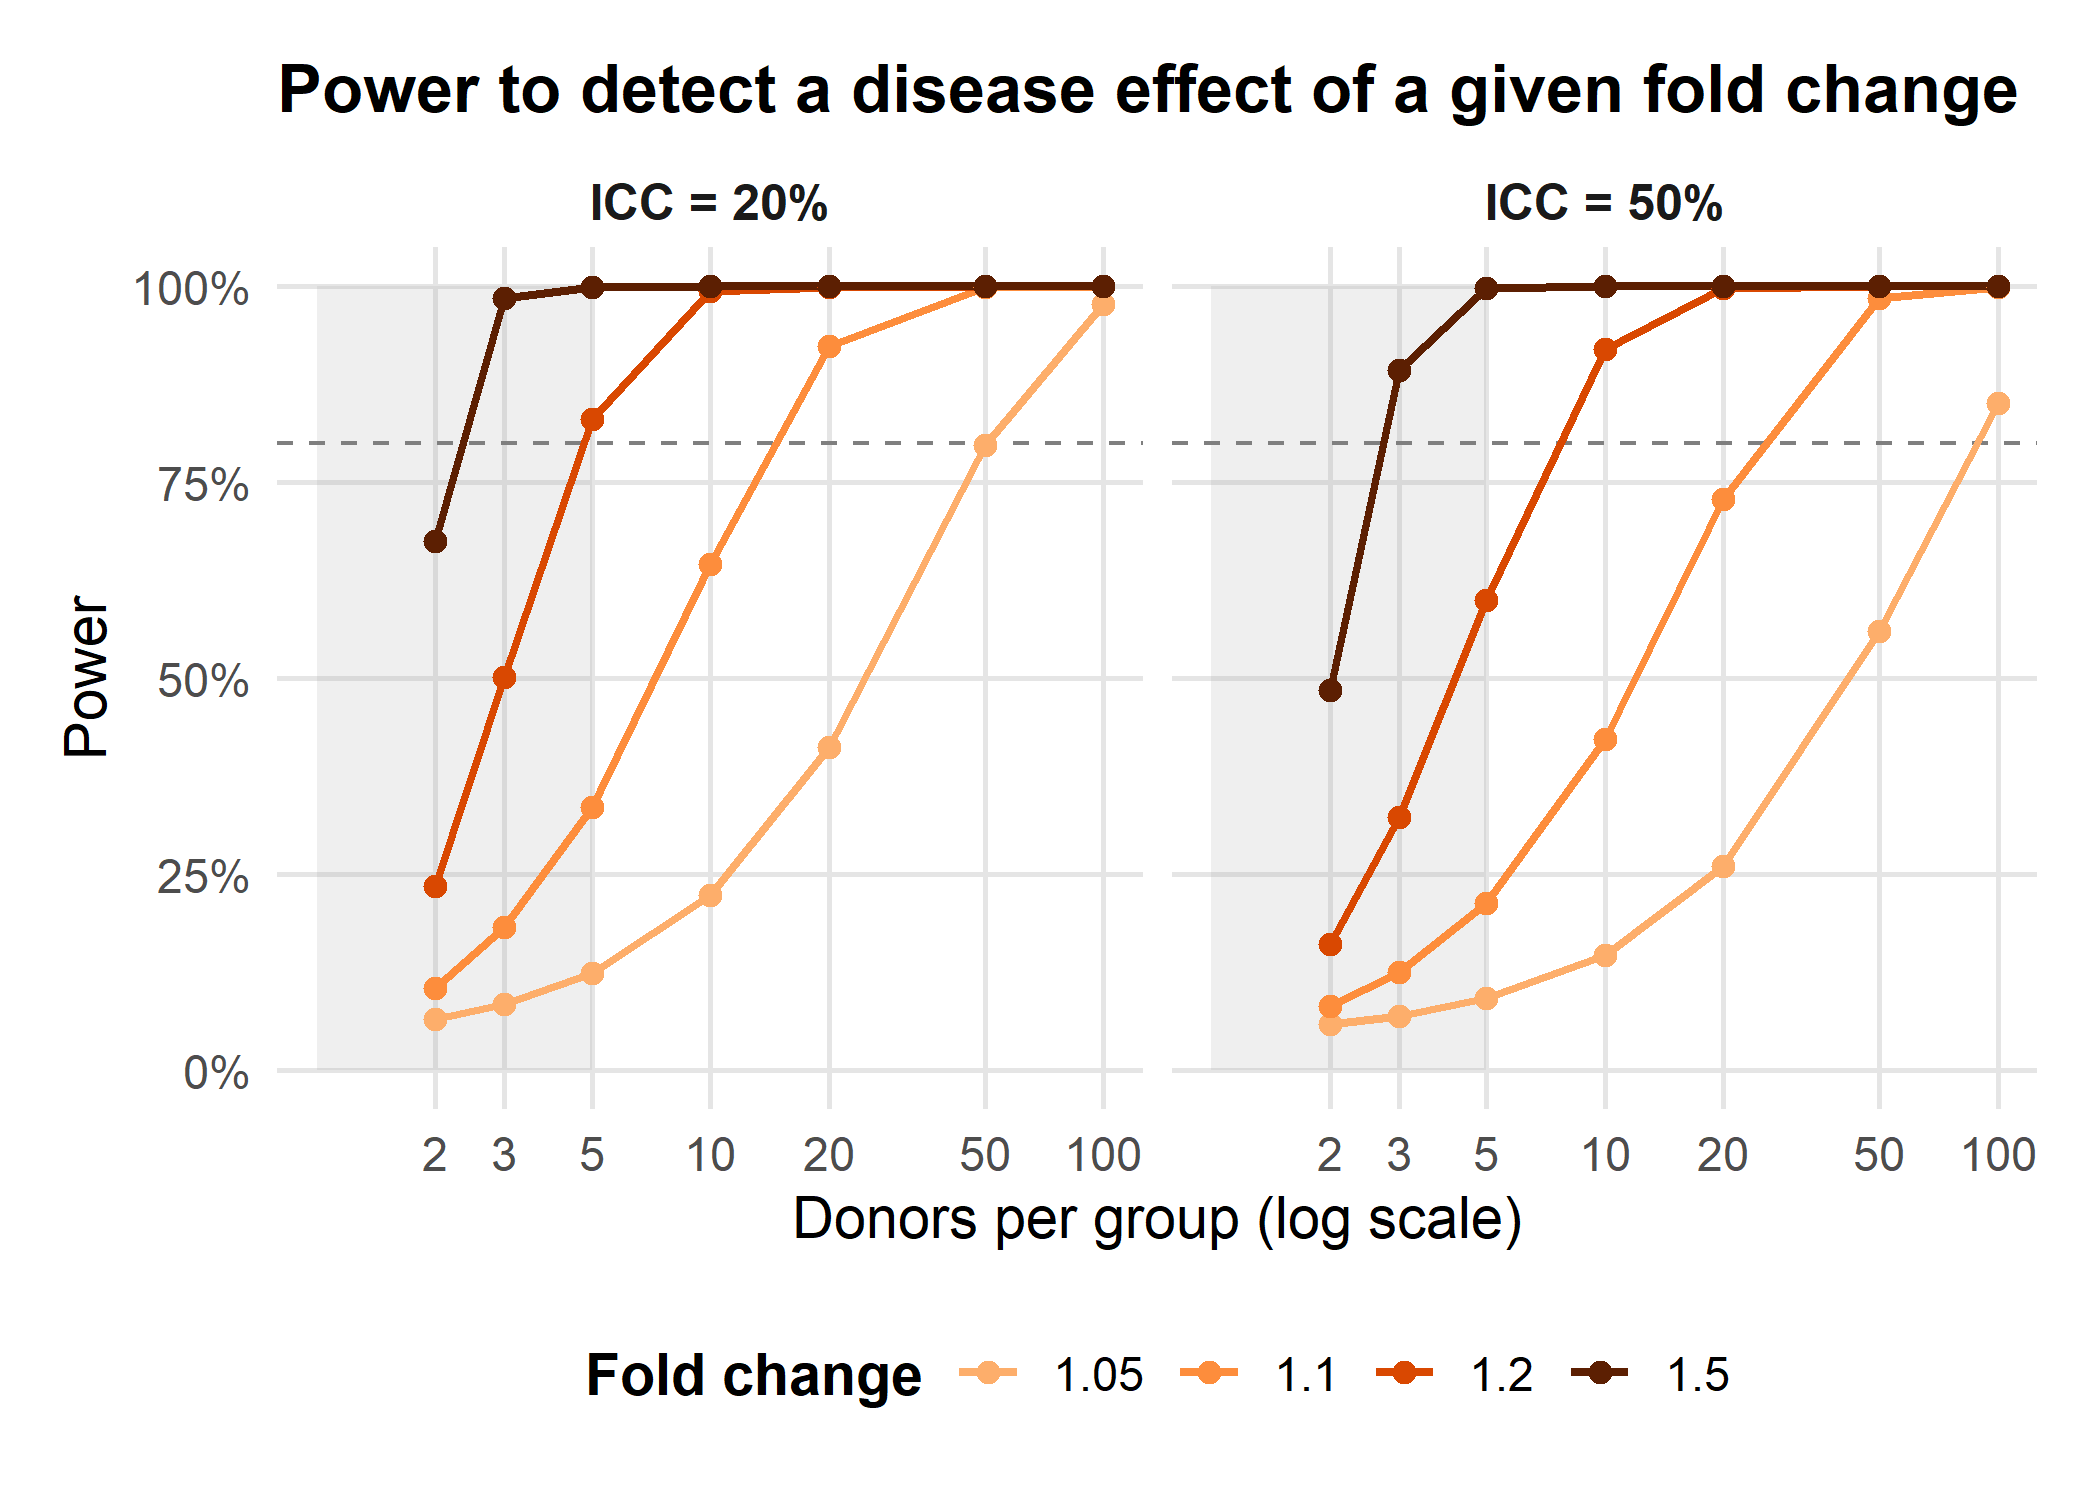 Power to detect a disease effect of a given fold change
ICC = 20%
ICC = 50%
100%
75%
50%
25%
0%
Power
2 3 5 10 20 50 100
2 3 5 10 20 50 100
Donors per group (log scale)
Fold change 1.05 1.1 1.2 1.5